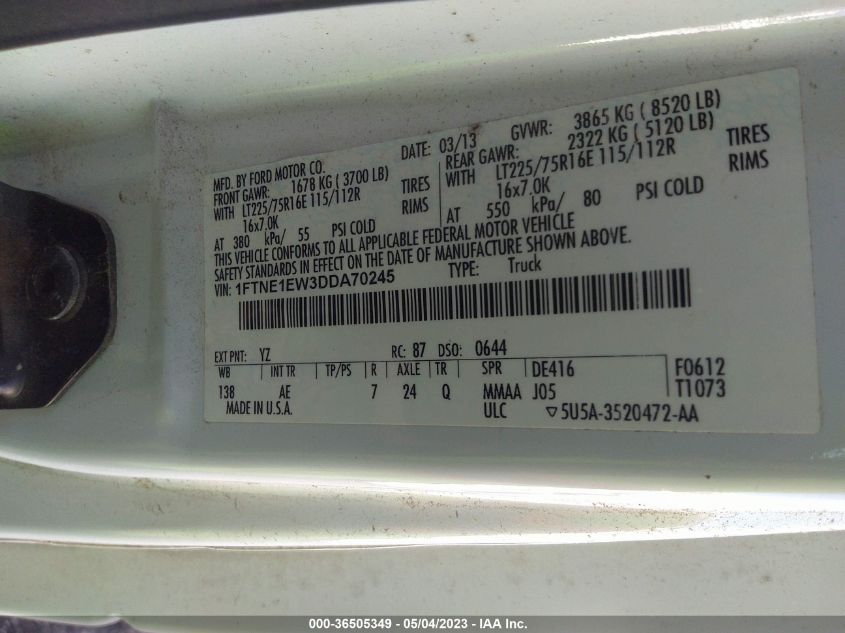 MFD. BY FORD MOTOR CO.
DATE: 03/13 GVWR: 3865 KG ( 8520 LB)
FRONT GAWR: 1678 KG ( 3700 LB)
REAR GAWR: 2322 KG ( 5120 LB)
WITH LT225/75R16E 115/112R TIRES
WITH LT225/75R16E 115/112R TIRES
16x7.0K RIMS
16x7.0K RIMS
AT 380 kPa/ 55 PSI COLD
AT 550 kPa/ 80 PSI COLD
THIS VEHICLE CONFORMS TO ALL APPLICABLE FEDERAL MOTOR VEHICLE
SAFETY STANDARDS IN EFFECT ON THE DATE OF MANUFACTURE SHOWN ABOVE.
VIN: 1FTNE1EW3DDA70245 TYPE: Truck
EXT PNT: YZ RC: 87 DSO: 0644
WB INT TR TP/PS R AXLE TR SPR DE416 F0612
138 AE 7 24 Q MMAA J05 T1073
MADE IN U.S.A. ULC ▽5U5A-3520472-AA
000-36505349 - 05/04/2023 - IAA Inc.